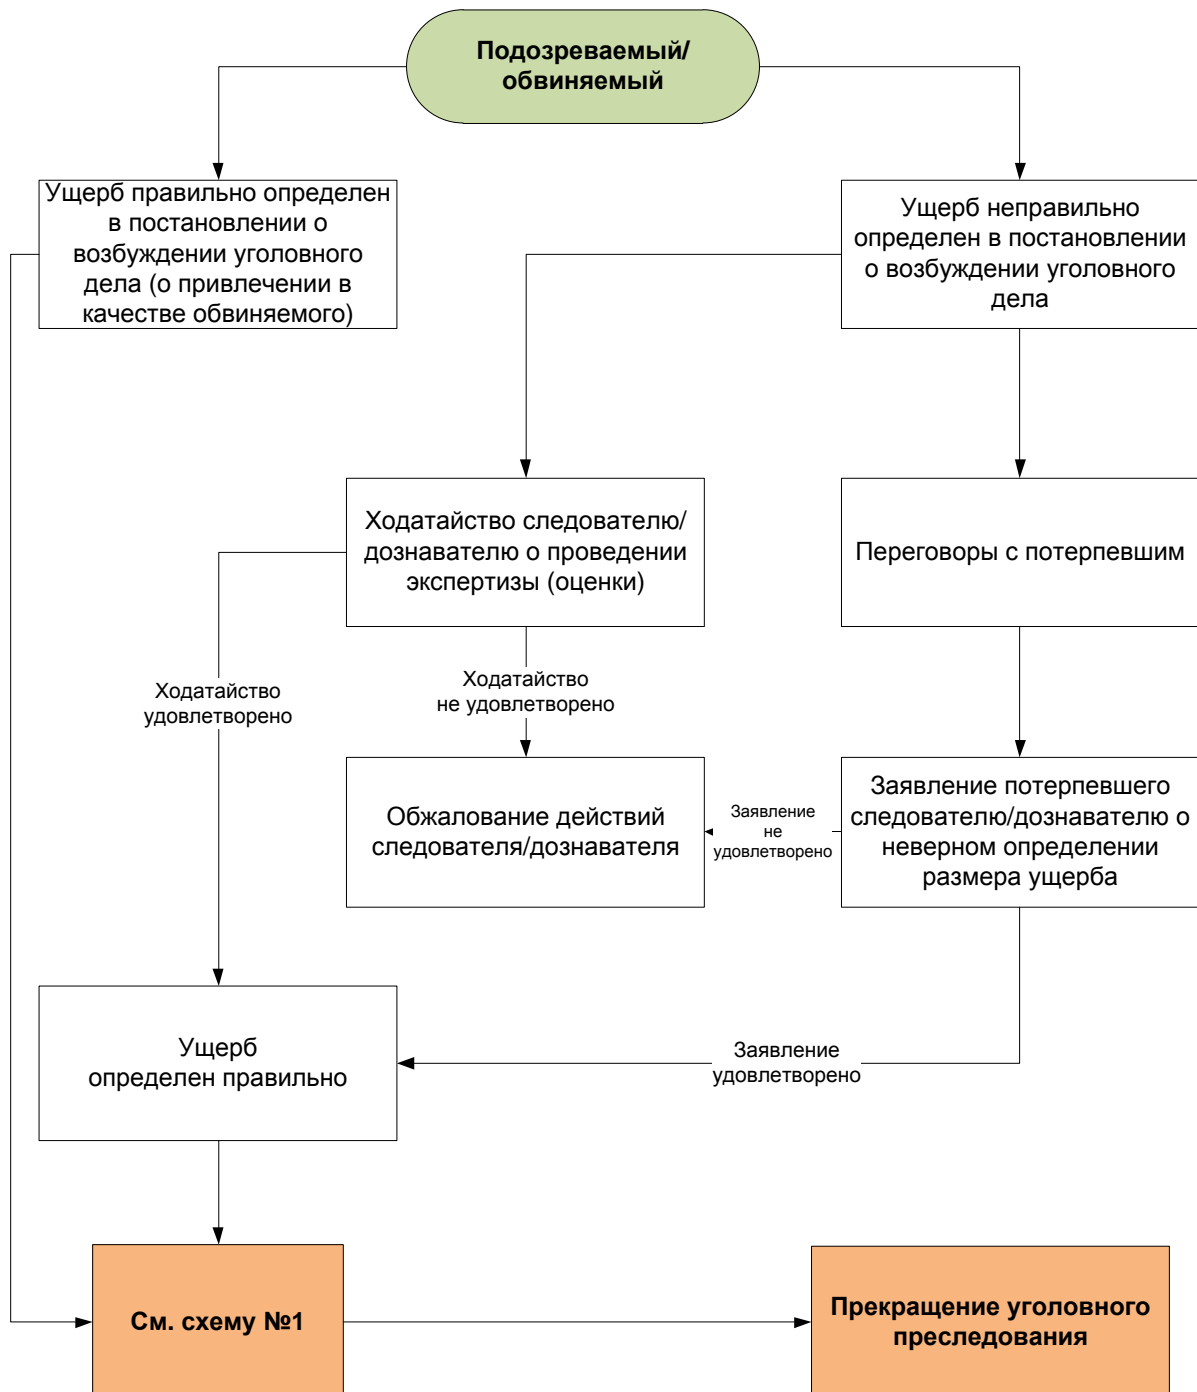 Подозреваемый/
обвиняемый
Ущерб правильно определен
в постановлении о
возбуждении уголовного
дела (о привлечении в
качестве обвиняемого)
Ущерб неправильно
определен в постановлении
о возбуждении уголовного
дела
Ходатайство следователю/
дознавателю о проведении
экспертизы (оценки)
Переговоры с потерпевшим
Ходатайство
удовлетворено
Ходатайство
не удовлетворено
Обжалование действий
следователя/дознавателя
Заявление
не
удовлетворено
Заявление потерпевшего
следователю/дознавателю о
неверном определении
размера ущерба
Ущерб
определен правильно
Заявление
удовлетворено
См. схему №1
Прекращение уголовного
преследования